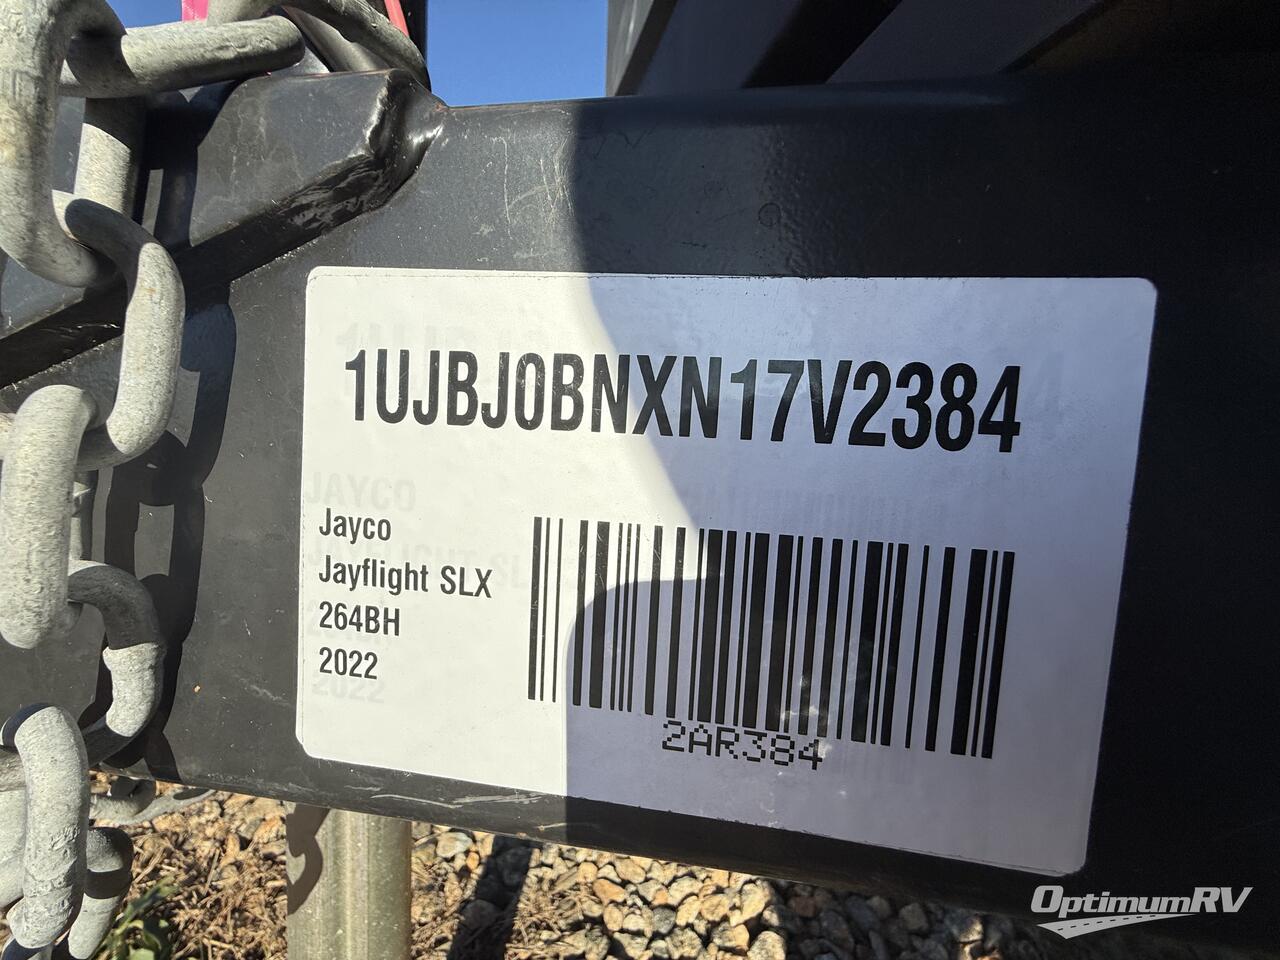 1UJBJ0BNXN17V2384
Jayco
Jayflight SLX
264BH
2022
2AR384
OptimumRV